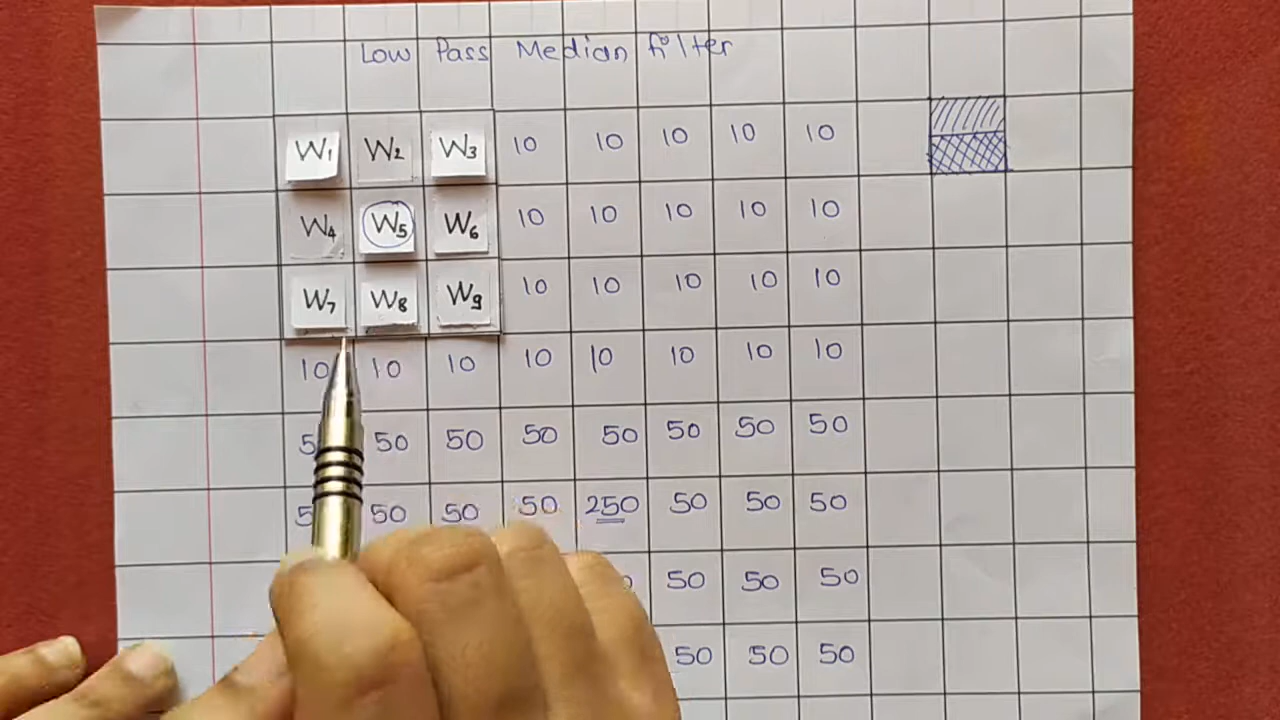 Low Pass Median filter
W1 W2 W3 10 10 10 10 10
W4 W5 W6 10 10 10 10 10
W7 W8 W9 10 10 10 10 10
10 10 10 10 10 10 10 10
50 50 50 50 50 50 50
50 50 50 250 50 50 50
50 50 50
50 50 50